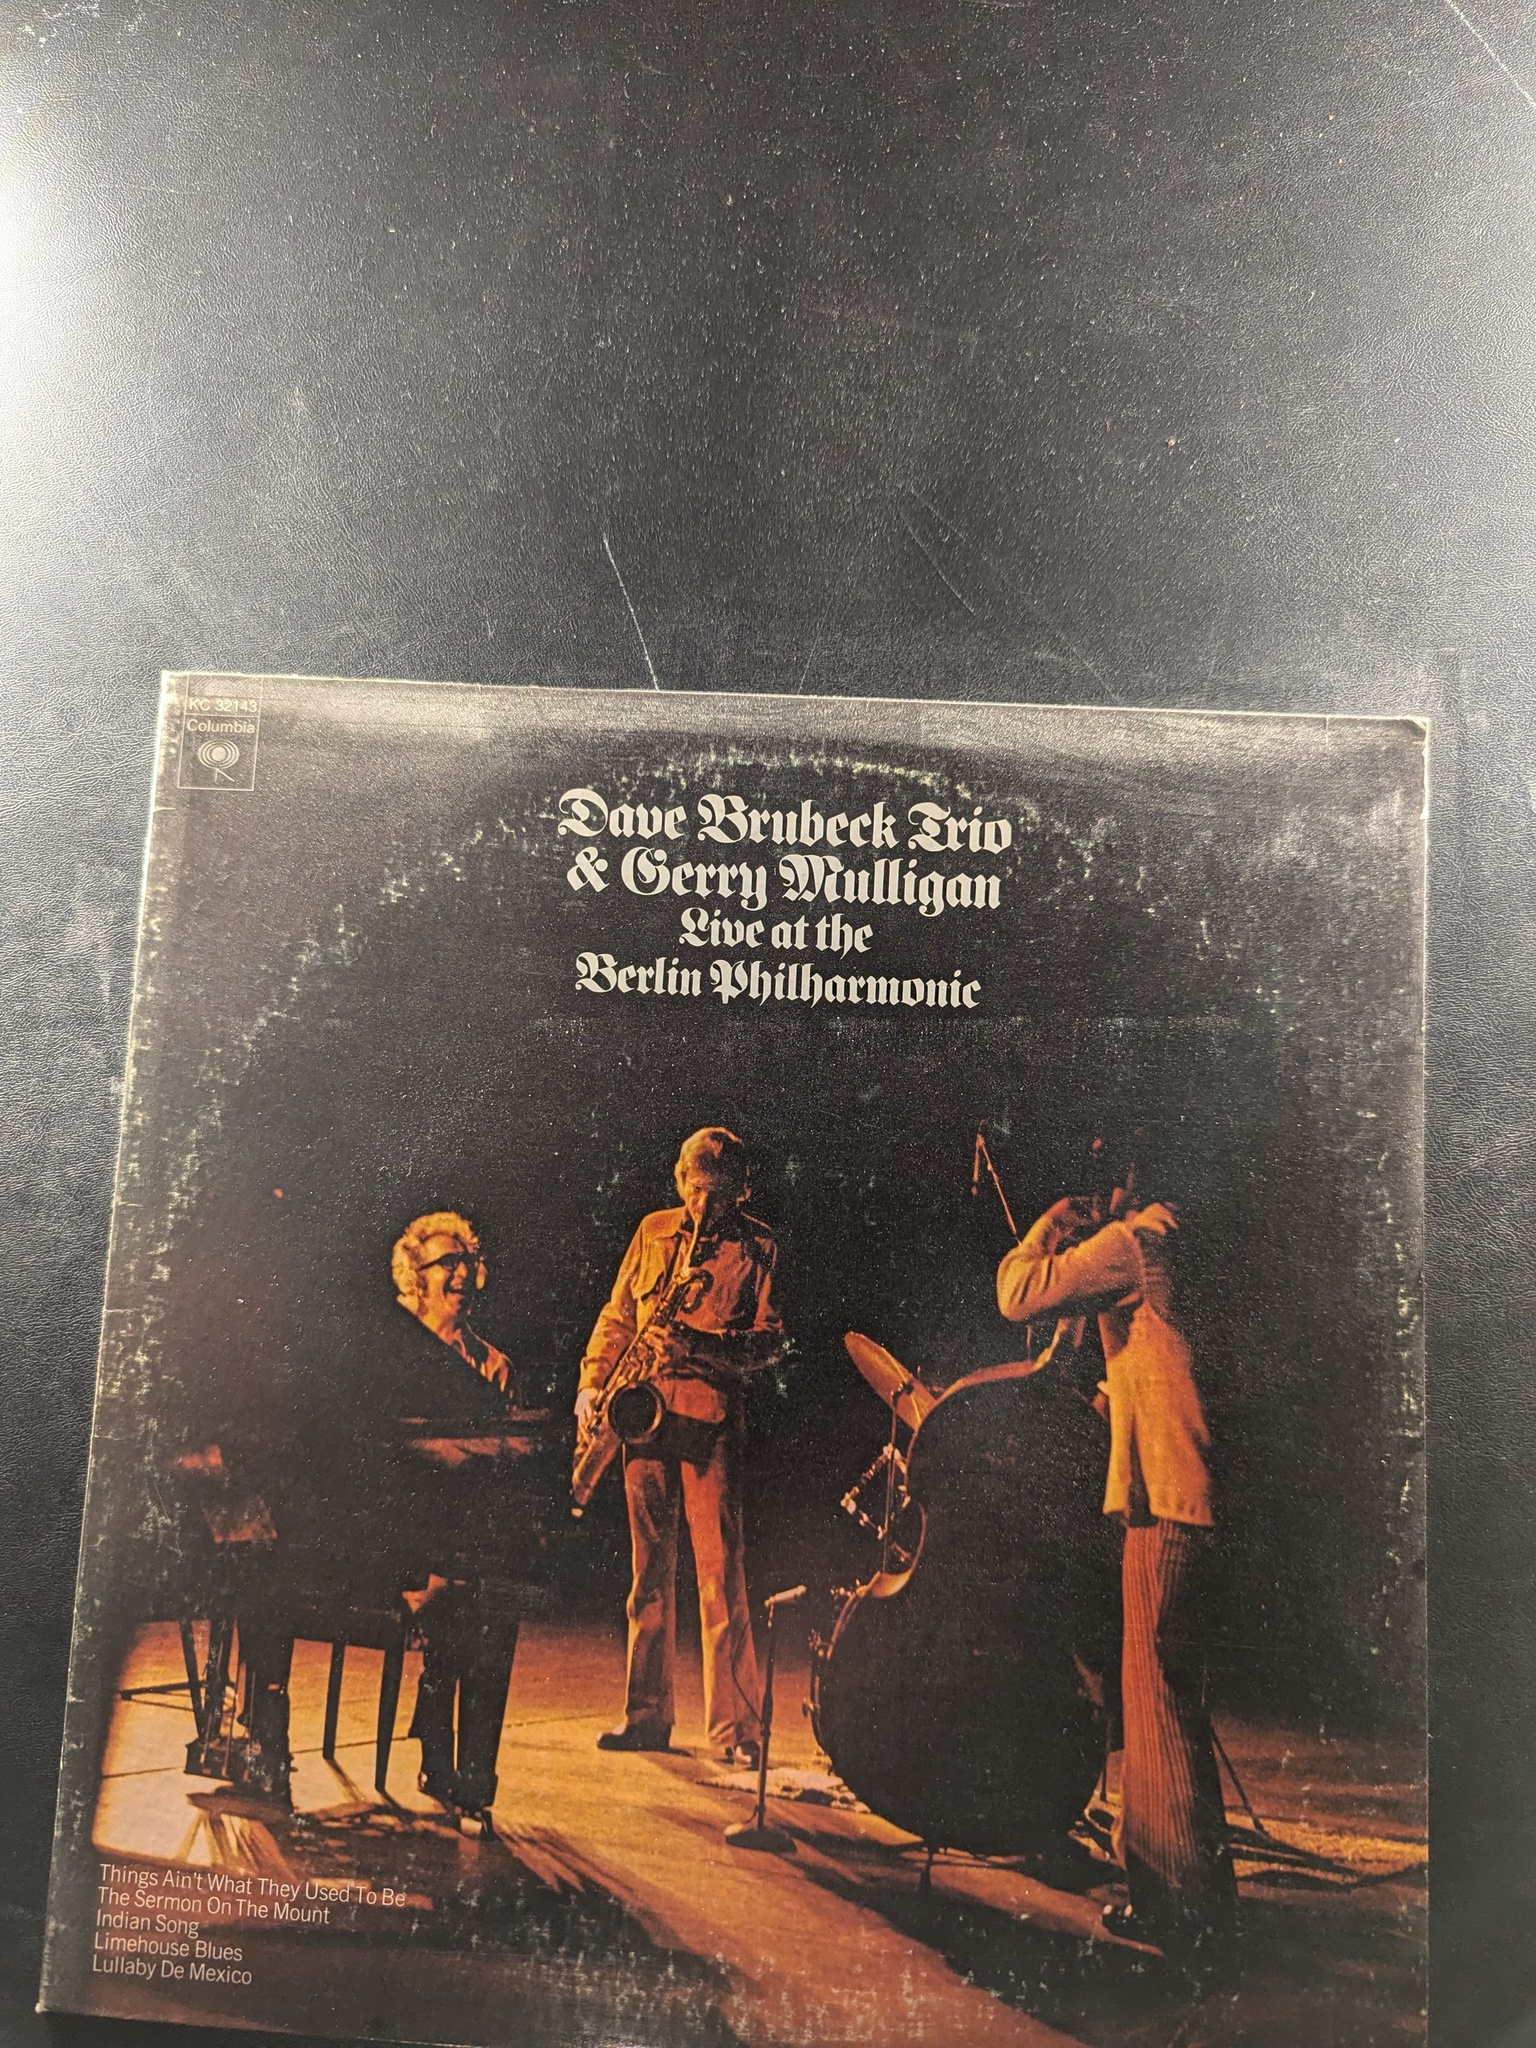 KC 32143
Columbia
Dave Brubeck Trio
& Gerry Mulligan
Live at the
Berlin Philharmonic
Things Ain't What They Used To Be
The Sermon On The Mount
Indian Song
Limehouse Blues
Lullaby De Mexico